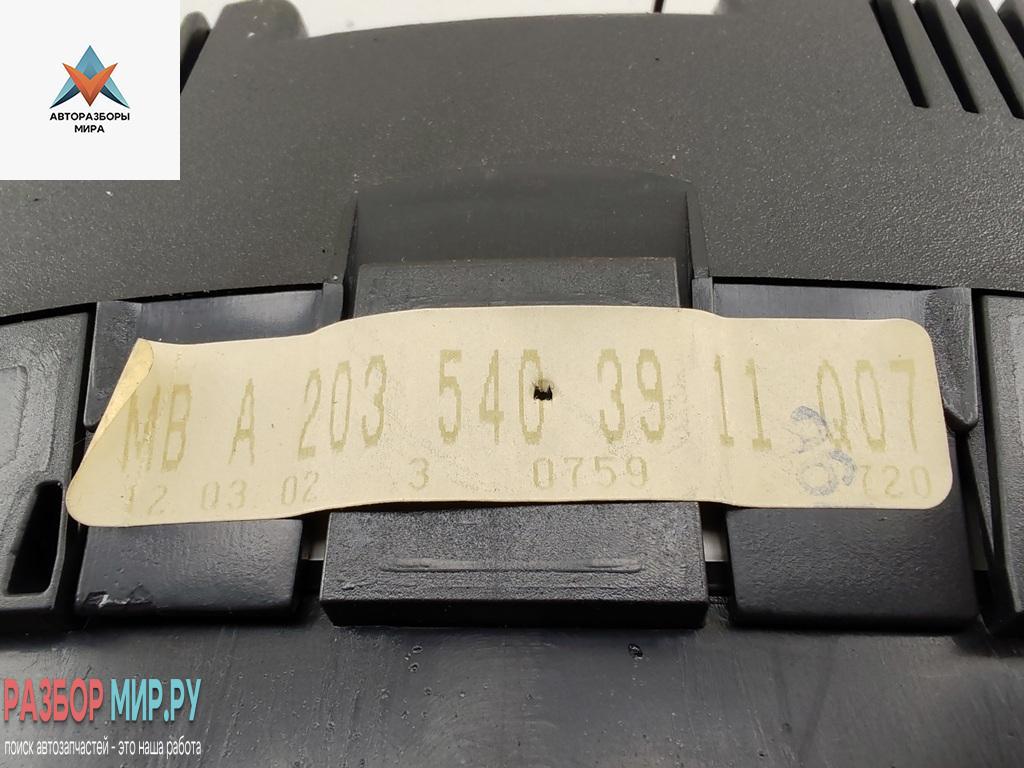 АВТОРАЗБОРЫ
МИРА
MB A 203 540 39 11 Q07
12 03 02 3 0759 720
РАЗБОР МИР.РУ
поиск автозапчастей - это наша работа